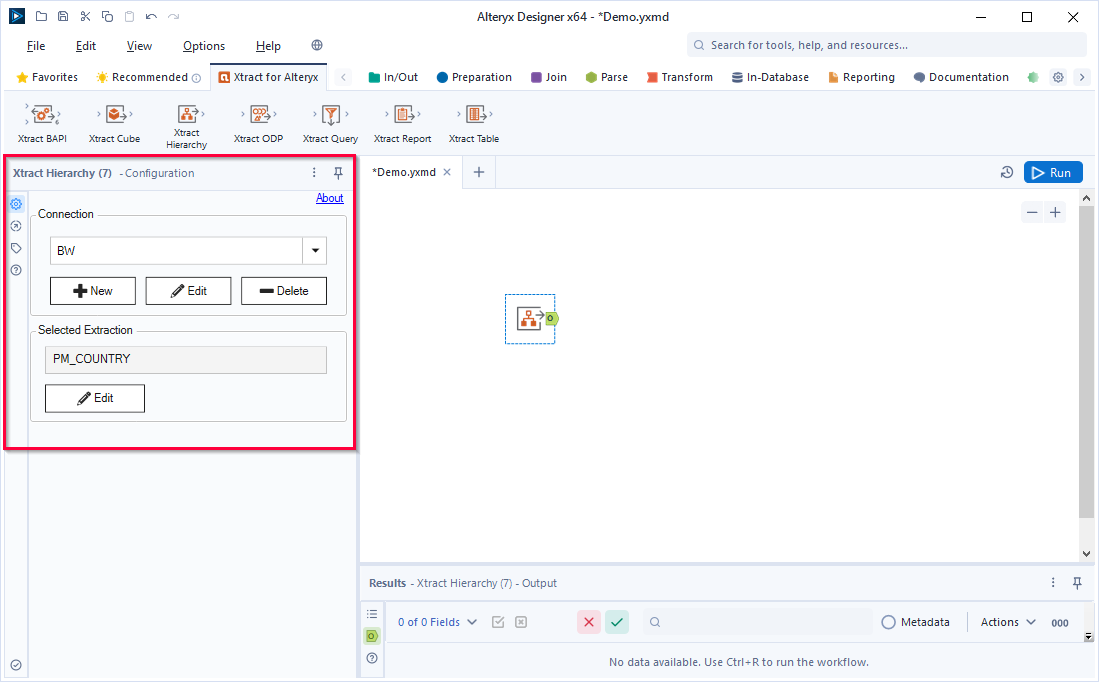 Alteryx Designer x64 - *Demo.yxmd
File Edit View Options Help
Search for tools, help, and resources...
Favorites Recommended Xtract for Alteryx In/Out Preparation Join Parse Transform In-Database Reporting Documentation
Xtract BAPI
Xtract Cube
Xtract
Hierarchy
Xtract ODP
Xtract Query
Xtract Report
Xtract Table
Xtract Hierarchy (7) - Configuration
About
Connection
BW
New Edit Delete
Selected Extraction
PM_COUNTRY
Edit
*Demo.yxmd
Run
O
Results - Xtract Hierarchy (7) - Output
0 of 0 Fields
Metadata
Actions
000
O
No data available. Use Ctrl+R to run the workflow.